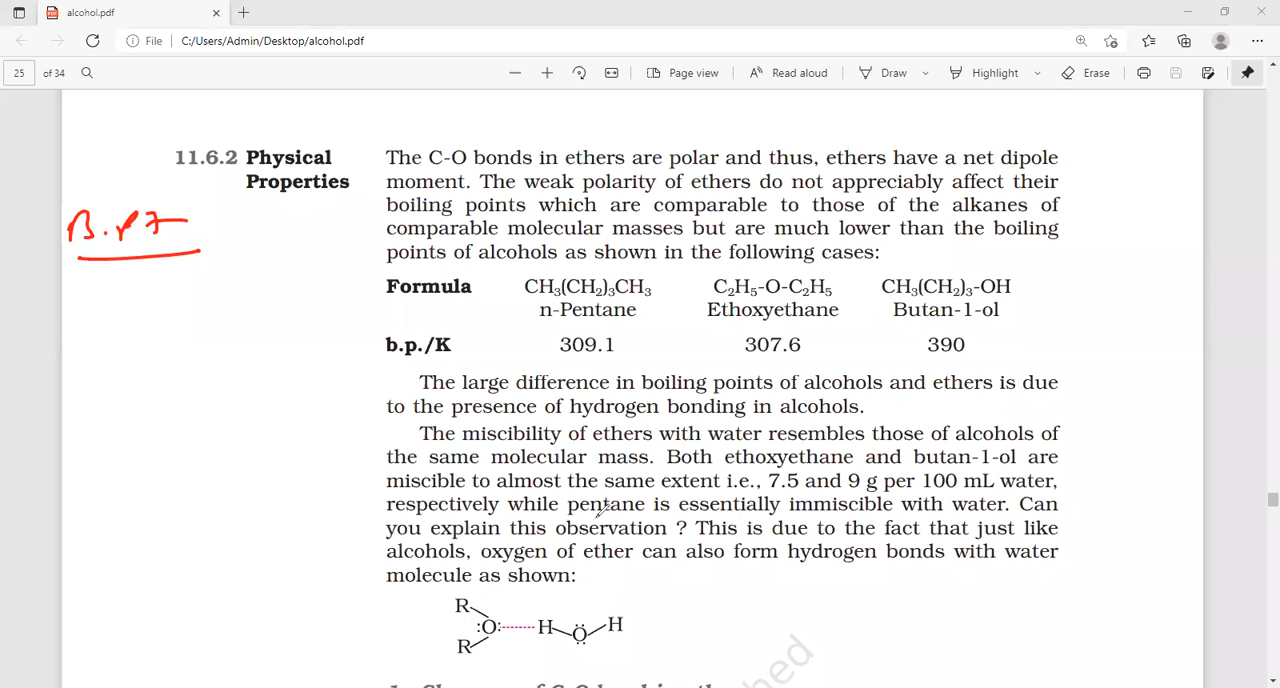 alcohol.pdf
File C:/Users/Admin/Desktop/alcohol.pdf
25 of 34 Page view Read aloud Draw Highlight Erase
11.6.2 Physical Properties
The C-O bonds in ethers are polar and thus, ethers have a net dipole
moment. The weak polarity of ethers do not appreciably affect their
boiling points which are comparable to those of the alkanes of
comparable molecular masses but are much lower than the boiling
points of alcohols as shown in the following cases:
B.pt
Formula CH₃(CH₂)₃CH₃ C₂H₅-O-C₂H₅ CH₃(CH₂)₃-OH
n-Pentane Ethoxyethane Butan-1-ol
b.p./K 309.1 307.6 390
The large difference in boiling points of alcohols and ethers is due
to the presence of hydrogen bonding in alcohols.
The miscibility of ethers with water resembles those of alcohols of
the same molecular mass. Both ethoxyethane and butan-1-ol are
miscible to almost the same extent i.e., 7.5 and 9 g per 100 mL water,
respectively while pentane is essentially immiscible with water. Can
you explain this observation ? This is due to the fact that just like
alcohols, oxygen of ether can also form hydrogen bonds with water
molecule as shown:
R
:O: H O H
R